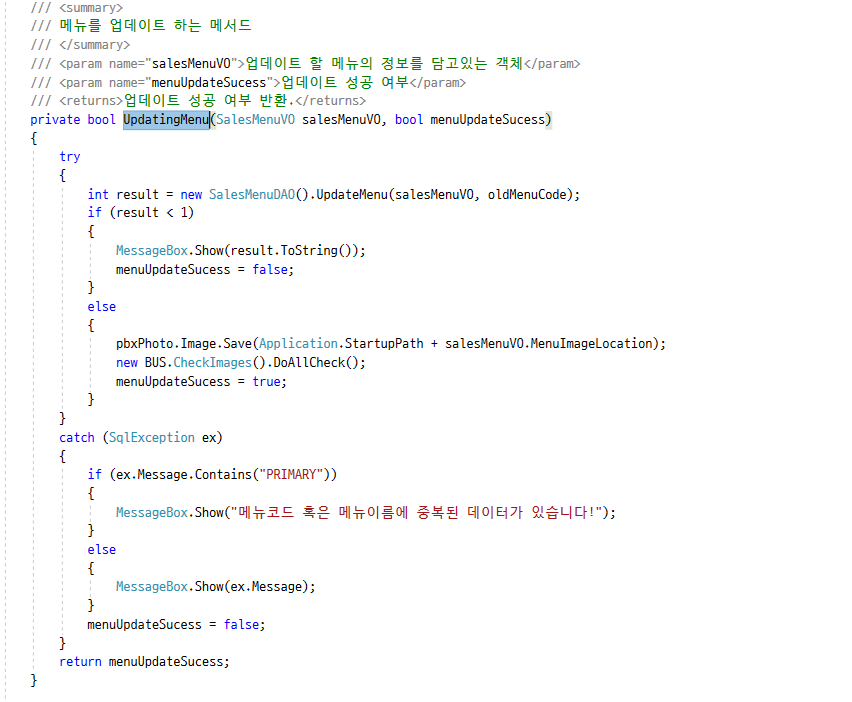 /// <summary>
/// 메뉴를 업데이트 하는 메서드
/// </summary>
/// <param name="salesMenuVO">업데이트 할 메뉴의 정보를 담고있는 객체</param>
/// <param name="menuUpdateSucess">업데이트 성공 여부</param>
/// <returns>업데이트 성공 여부 반환.</returns>
private bool UpdatingMenu(SalesMenuVO salesMenuVO, bool menuUpdateSucess)
{
try
{
int result = new SalesMenuDAO().UpdateMenu(salesMenuVO, oldMenuCode);
if (result < 1)
{
MessageBox.Show(result.ToString());
menuUpdateSucess = false;
}
else
{
pbxPhoto.Image.Save(Application.StartupPath + salesMenuVO.MenuImageLocation);
new BUS.CheckImages().DoAllCheck();
menuUpdateSucess = true;
}
}
catch (SqlException ex)
{
if (ex.Message.Contains("PRIMARY"))
{
MessageBox.Show("메뉴코드 혹은 메뉴이름에 중복된 데이터가 있습니다!");
}
else
{
MessageBox.Show(ex.Message);
}
menuUpdateSucess = false;
}
return menuUpdateSucess;
}